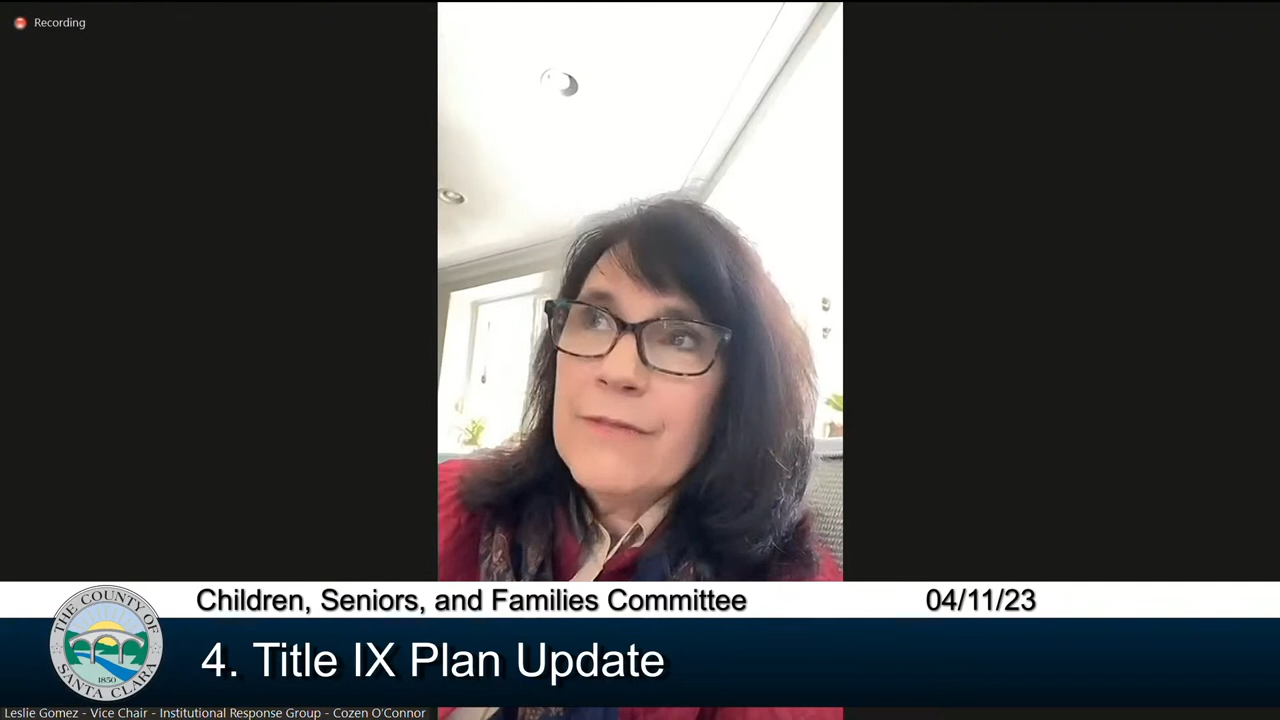 Recording
Children, Seniors, and Families Committee
04/11/23
THE COUNTY OF
SANTA CLARA
1850
4. Title IX Plan Update
Leslie Gomez - Vice Chair - Institutional Response Group - Cozen O'Connor